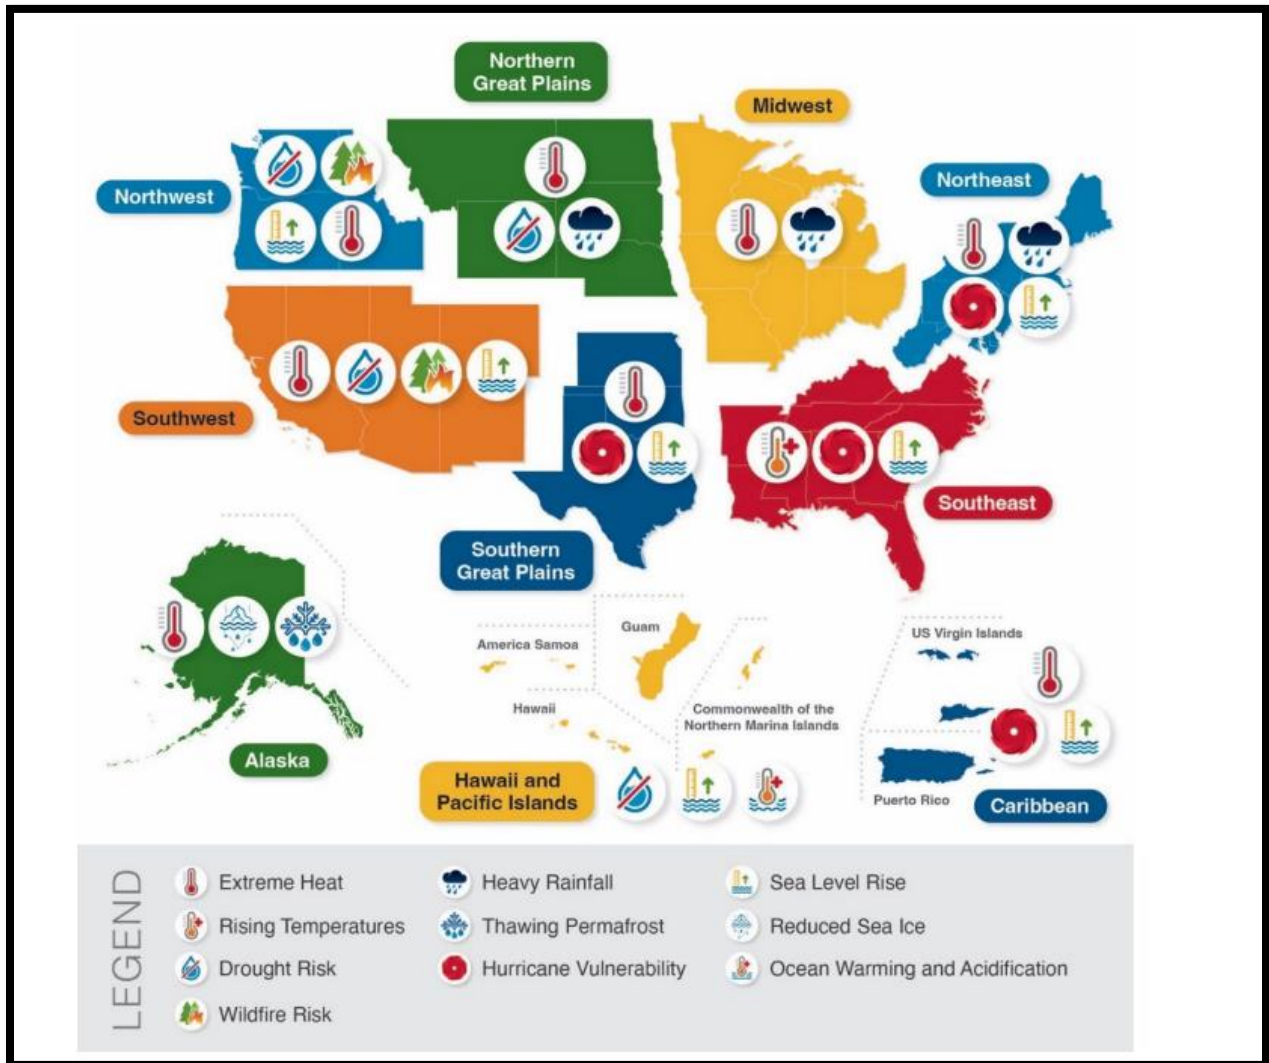 Northern
Great Plains
Midwest
Northwest
Northeast
Southwest
Southeast
Southern
Great Plains
Guam
America Samoa
US Virgin Islands
Hawaii
Commonwealth of the
Northern Marina Islands
Alaska
Hawaii and
Pacific Islands
Puerto Rico
Caribbean
LEGEND
Extreme Heat
Heavy Rainfall
Sea Level Rise
Rising Temperatures
Thawing Permafrost
Reduced Sea Ice
Drought Risk
Hurricane Vulnerability
Ocean Warming and Acidification
Wildfire Risk